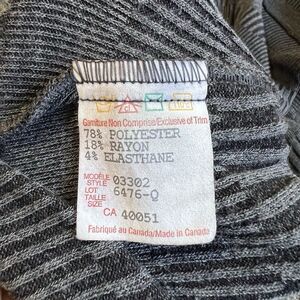 Garniture Non Comprise/Exclusive of Trim
78% POLYESTER
18% RAYON
4% ELASTHANE
MODÈLE
STYLE 03302
LOT
TAILLE 6476-Q
SIZE
CA 40051
Fabriqué au Canada/Made in Canada